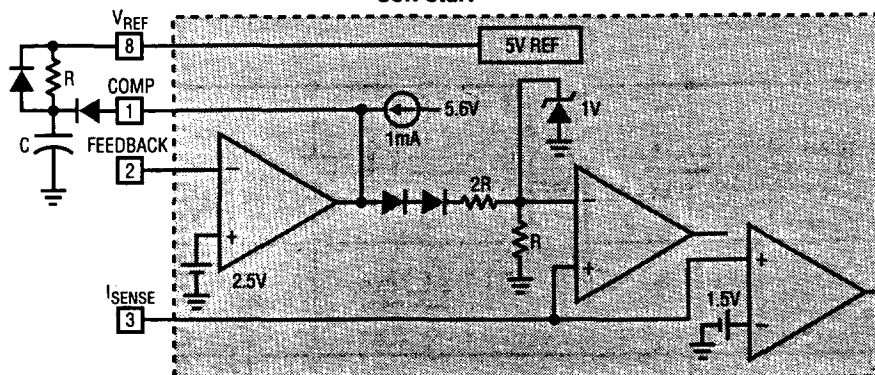 Soft Start
VREF
8
5V REF
R
COMP
1
5.6V
1mA
1V
C
FEEDBACK
2
−
+
2.5V
2R
R
−
+
ISENSE
3
+
1.5V
−